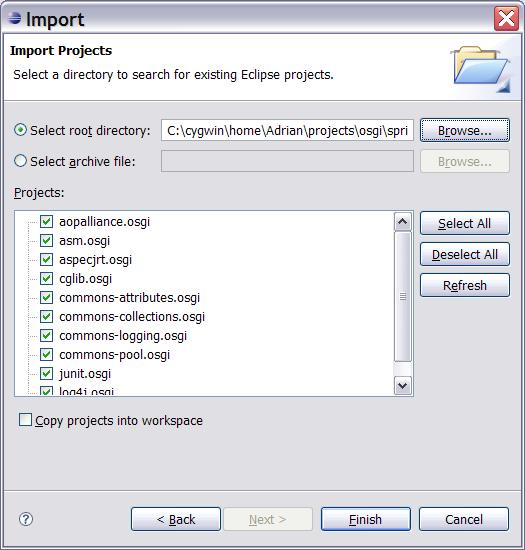 Import
Import Projects
Select a directory to search for existing Eclipse projects.
Select root directory: C:\cygwin\home\Adrian\projects\osgi\spri Browse...
Select archive file: Browse...
Projects:
aopalliance.osgi
asm.osgi
aspecjrt.osgi
cglib.osgi
commons-attributes.osgi
commons-collections.osgi
commons-logging.osgi
commons-pool.osgi
junit.osgi
log4j.osgi
Select All
Deselect All
Refresh
Copy projects into workspace
? < Back Next > Finish Cancel